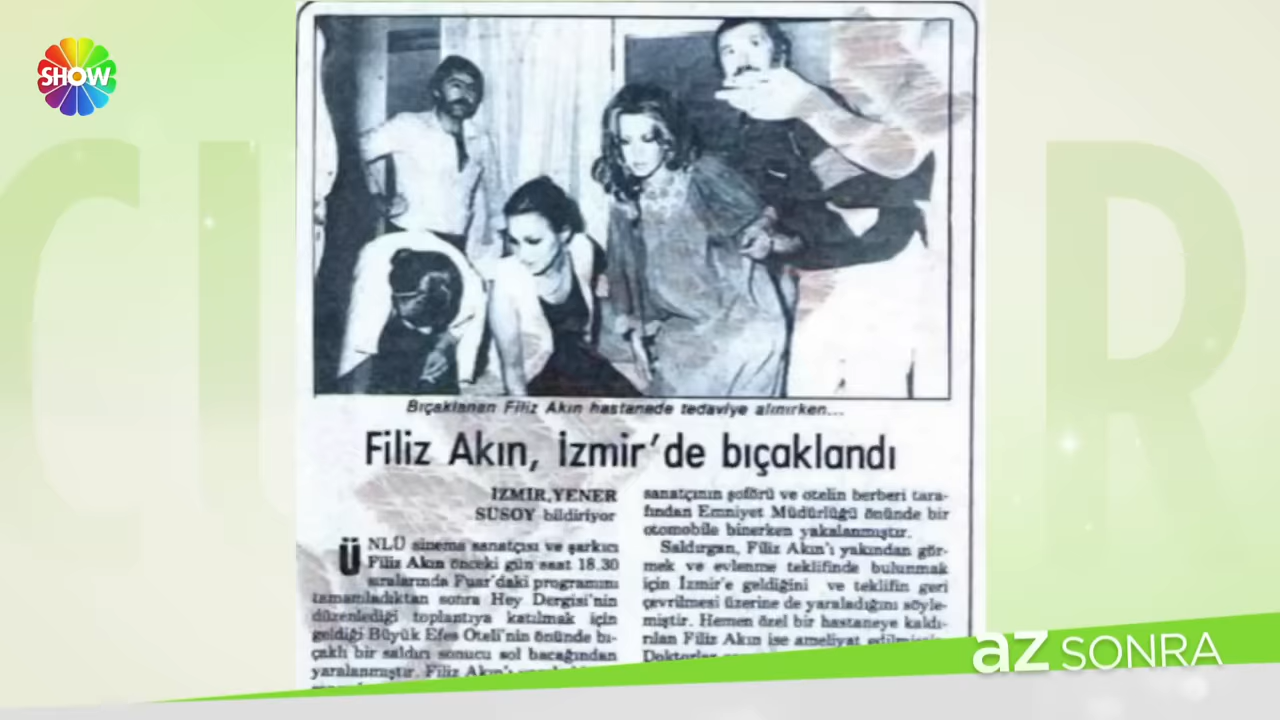 SHOW
Bıçaklanan Filiz Akın hastanede tedaviye alınırken...
Filiz Akın, İzmir'de bıçaklandı
İZMİR, YENER
SUSOY bildiriyor
ÜNLÜ sinema sanatçısı ve şarkıcı
Filiz Akın önceki gün saat 18.30
sıralarında Fuar'daki programını
tamamladıktan sonra Hey Dergisi'nin
düzenlediği toplantıya katılmak için
geldiği Büyük Efes Oteli'nin önünde bı-
çaklı bir saldırı sonucu sol bacağından
yaralanmıştır. Filiz Akın'ı
sanatçının şoförü ve otelin berberi tara-
fından Emniyet Müdürlüğü önünde bir
otomobile binerken yakalanmıştır.
Saldırgan, Filiz Akın'ı yakından gör-
mek ve evlenme teklifinde bulunmak
için İzmir'e geldiğini ve teklifin geri
çevrilmesi üzerine de yaraladığını söyle-
miştir. Hemen özel bir hastaneye kaldı-
rılan Filiz Akın ise ameliyat
Doktorlar
az SONRA